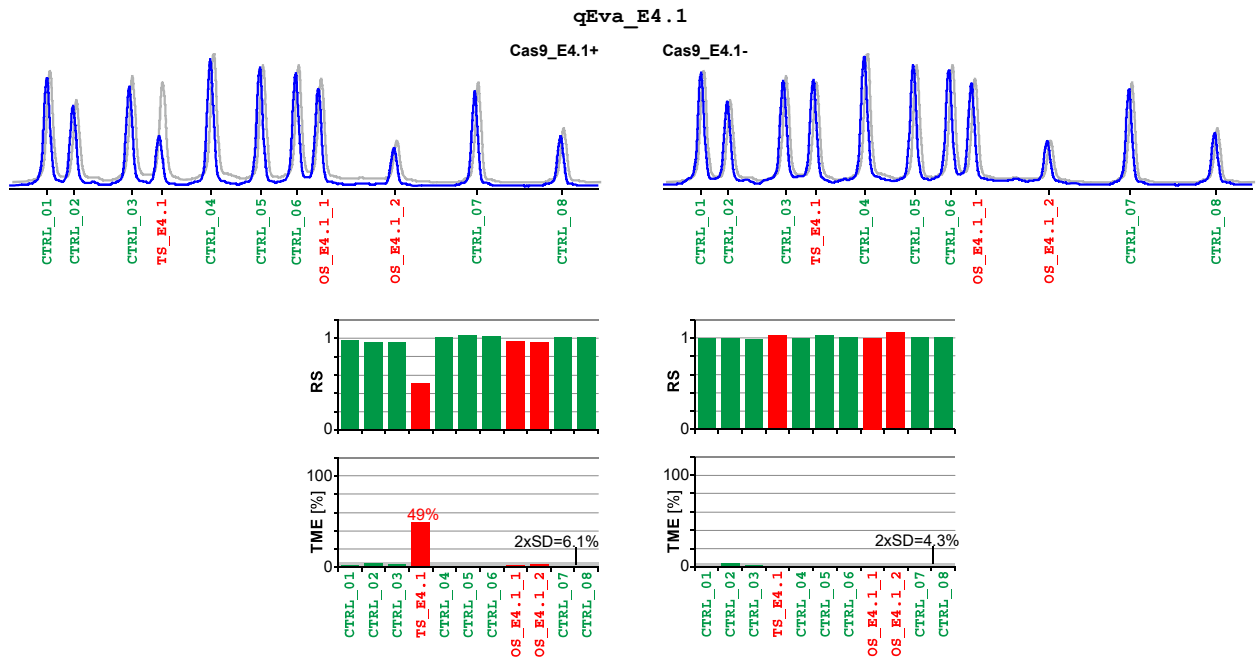 qEva_E4.1
Cas9_E4.1+
Cas9_E4.1-
CTRL_01
CTRL_02
CTRL_03
TS_E4.1
CTRL_04
CTRL_05
CTRL_06
OS_E4.1_1
OS_E4.1_2
CTRL_07
CTRL_08
CTRL_01
CTRL_02
CTRL_03
TS_E4.1
CTRL_04
CTRL_05
CTRL_06
OS_E4.1_1
OS_E4.1_2
CTRL_07
CTRL_08
RS
1
0
RS
1
0
TME [%]
100
0
49%
2xSD=6.1%
CTRL_01
CTRL_02
CTRL_03
TS_E4.1
CTRL_04
CTRL_05
CTRL_06
OS_E4.1_1
OS_E4.1_2
CTRL_07
CTRL_08
TME [%]
100
0
2xSD=4.3%
CTRL_01
CTRL_02
CTRL_03
TS_E4.1
CTRL_04
CTRL_05
CTRL_06
OS_E4.1_1
OS_E4.1_2
CTRL_07
CTRL_08